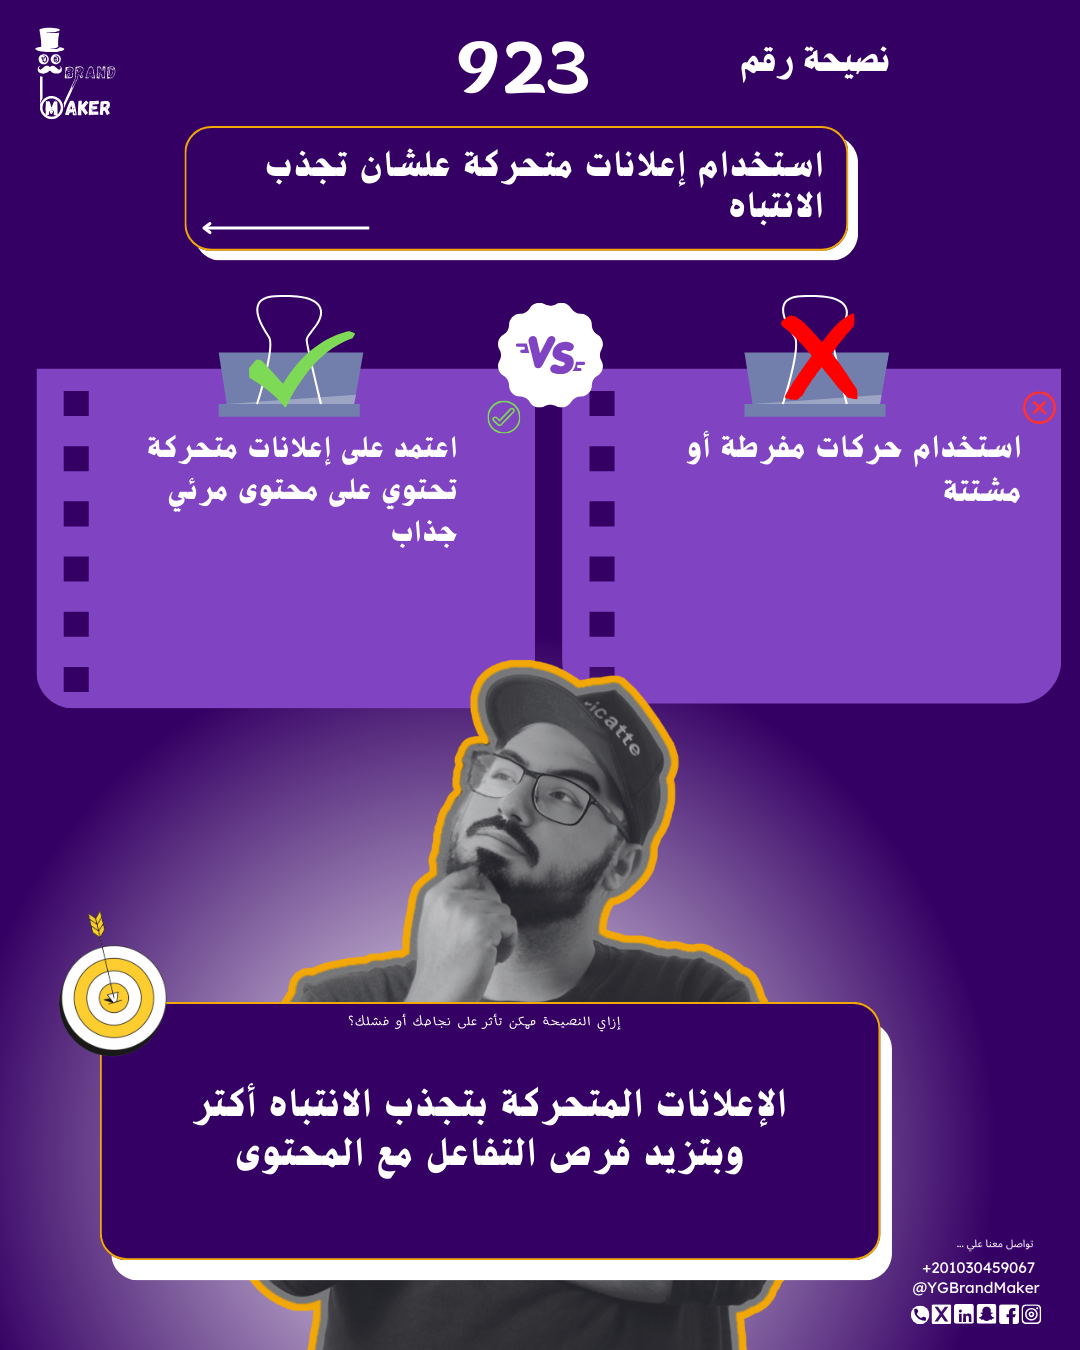 BRAND
MAKER
نصيحة رقم
923
استخدام إعلانات متحركة علشان تجذب
الانتباه
VS
استخدام حركات مفرطة أو
مشتتة
اعتمد على إعلانات متحركة
تحتوي على محتوى مرئي
جذاب
icatte
إزاي النصيحة ممكن تأثر على نجاحك أو فشلك؟
الإعلانات المتحركة بتجذب الانتباه أكتر
وبتزيد فرص التفاعل مع المحتوى
تواصل معنا علي ...
+201030459067
@YGBrandMaker